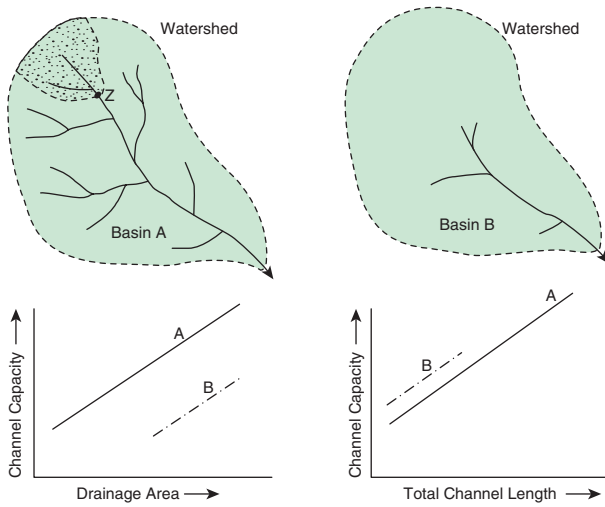 Watershed
Z
Basin A
Watershed
Basin B
Channel Capacity
A
B
Drainage Area
Channel Capacity
A
B
Total Channel Length